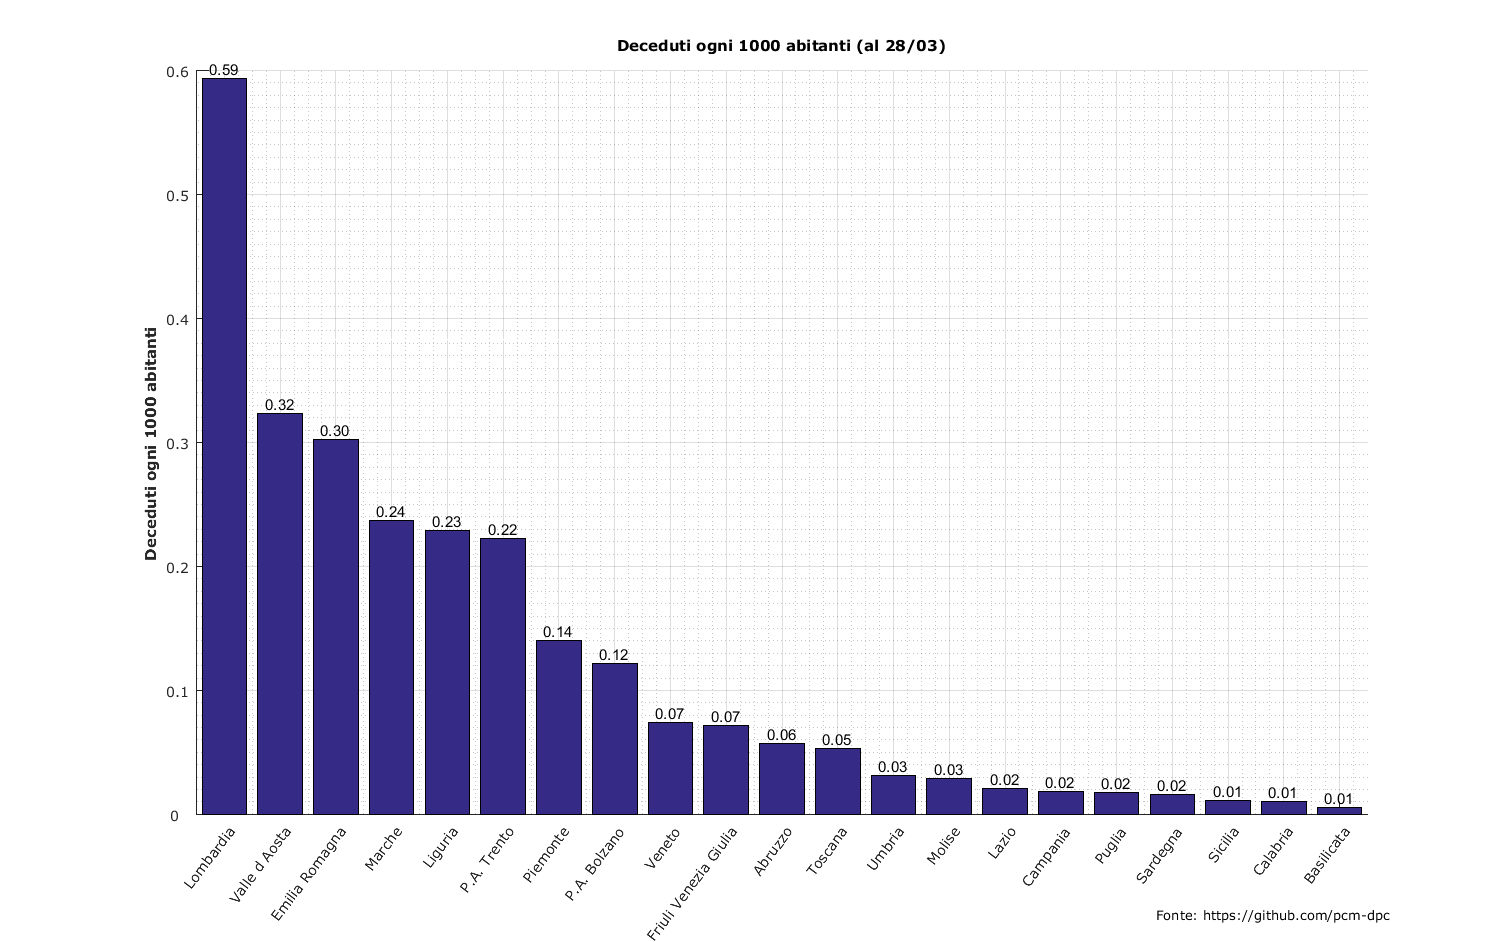 Deceduti ogni 1000 abitanti (al 28/03)
Deceduti ogni 1000 abitanti
0.6
0.5
0.4
0.3
0.2
0.1
0
0.59
0.32
0.30
0.24
0.23
0.22
0.14
0.12
0.07
0.07
0.06
0.05
0.03
0.03
0.02
0.02
0.02
0.02
0.01
0.01
0.01
Lombardia
Valle d Aosta
Emilia Romagna
Marche
Liguria
P.A. Trento
Piemonte
P.A. Bolzano
Veneto
Friuli Venezia Giulia
Abruzzo
Toscana
Umbria
Molise
Lazio
Campania
Puglia
Sardegna
Sicilia
Calabria
Basilicata
Fonte: https://github.com/pcm-dpc